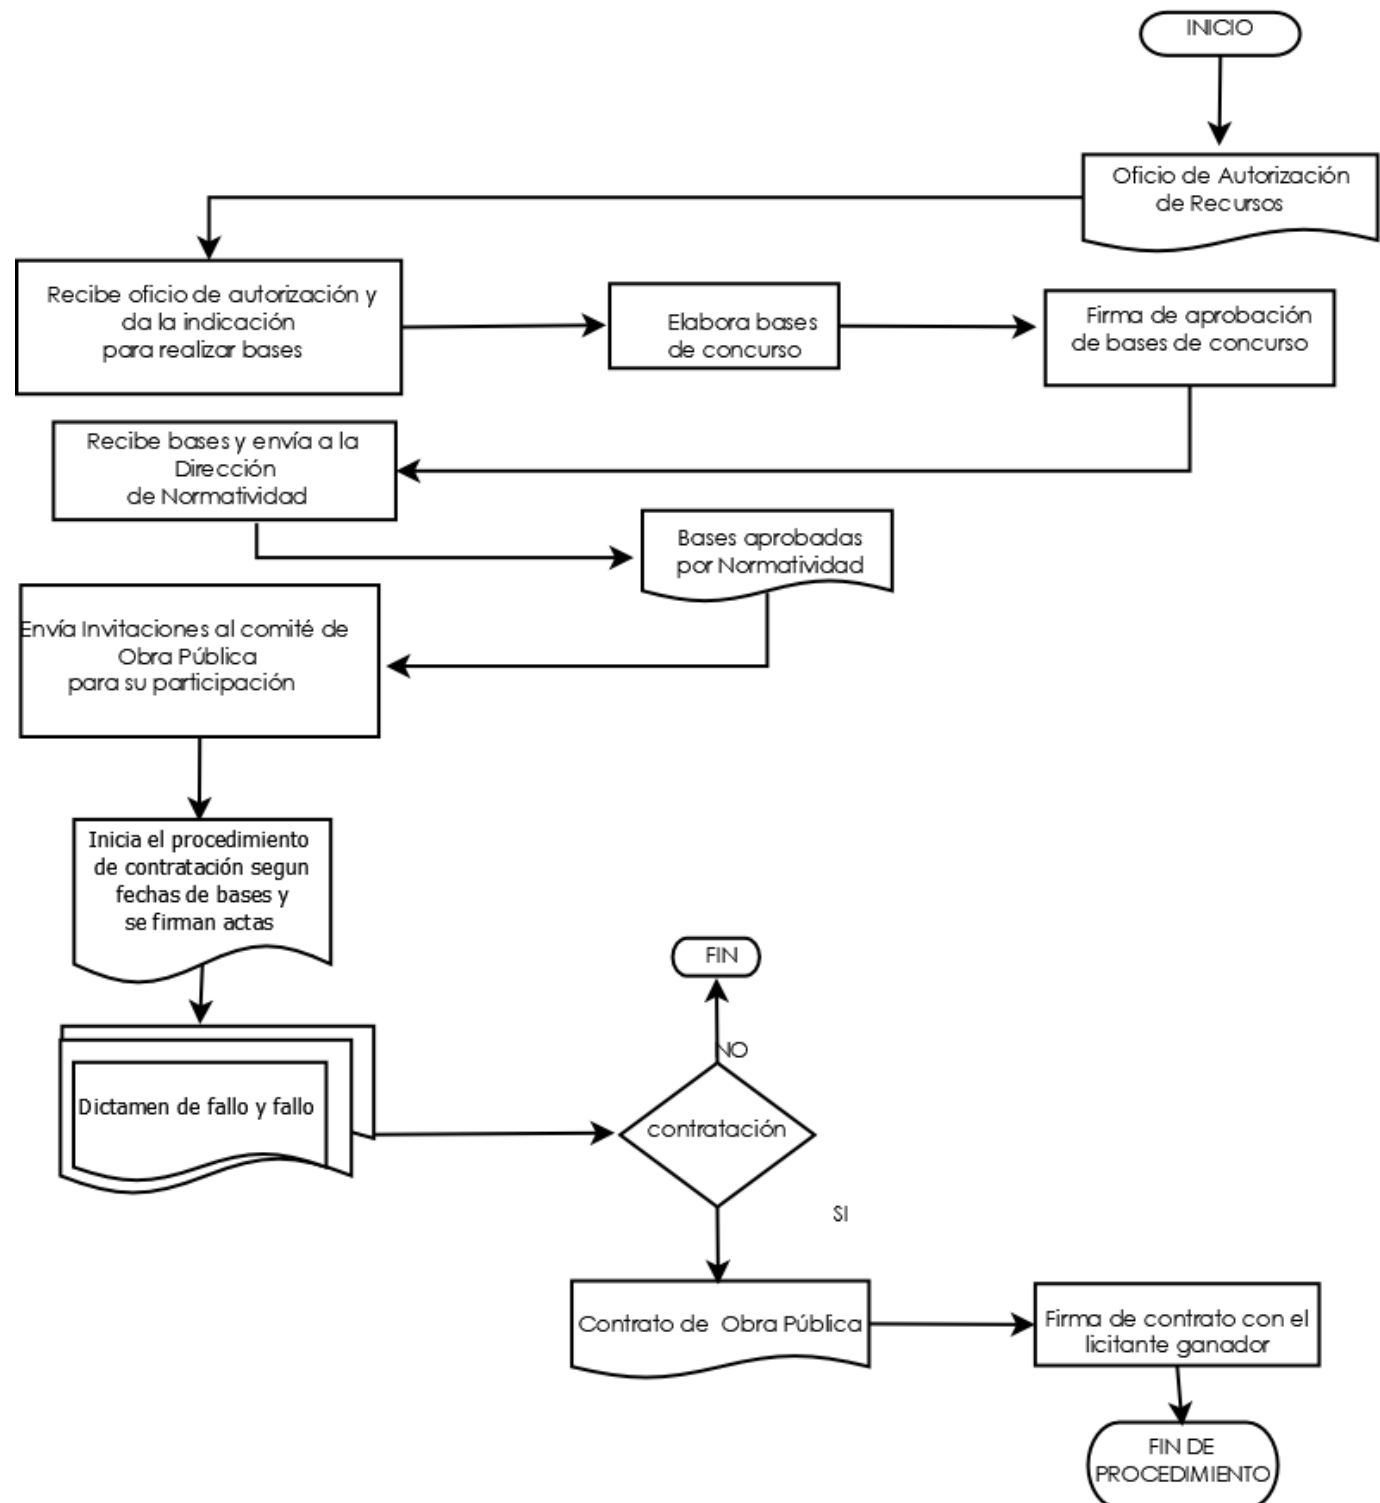 INICIO
Oficio de Autorización
de Recursos
Recibe oficio de autorización y
da la indicación
para realizar bases
Elabora bases
de concurso
Firma de aprobación
de bases de concurso
Recibe bases y envía a la
Dirección
de Normatividad
Bases aprobadas
por Normatividad
Envía Invitaciones al comité de
Obra Pública
para su participación
Inicia el procedimiento
de contratación segun
fechas de bases y
se firman actas
Dictamen de fallo y fallo
FIN
NO
contratación
SI
Contrato de Obra Pública
Firma de contrato con el
licitante ganador
FIN DE
PROCEDIMIENTO